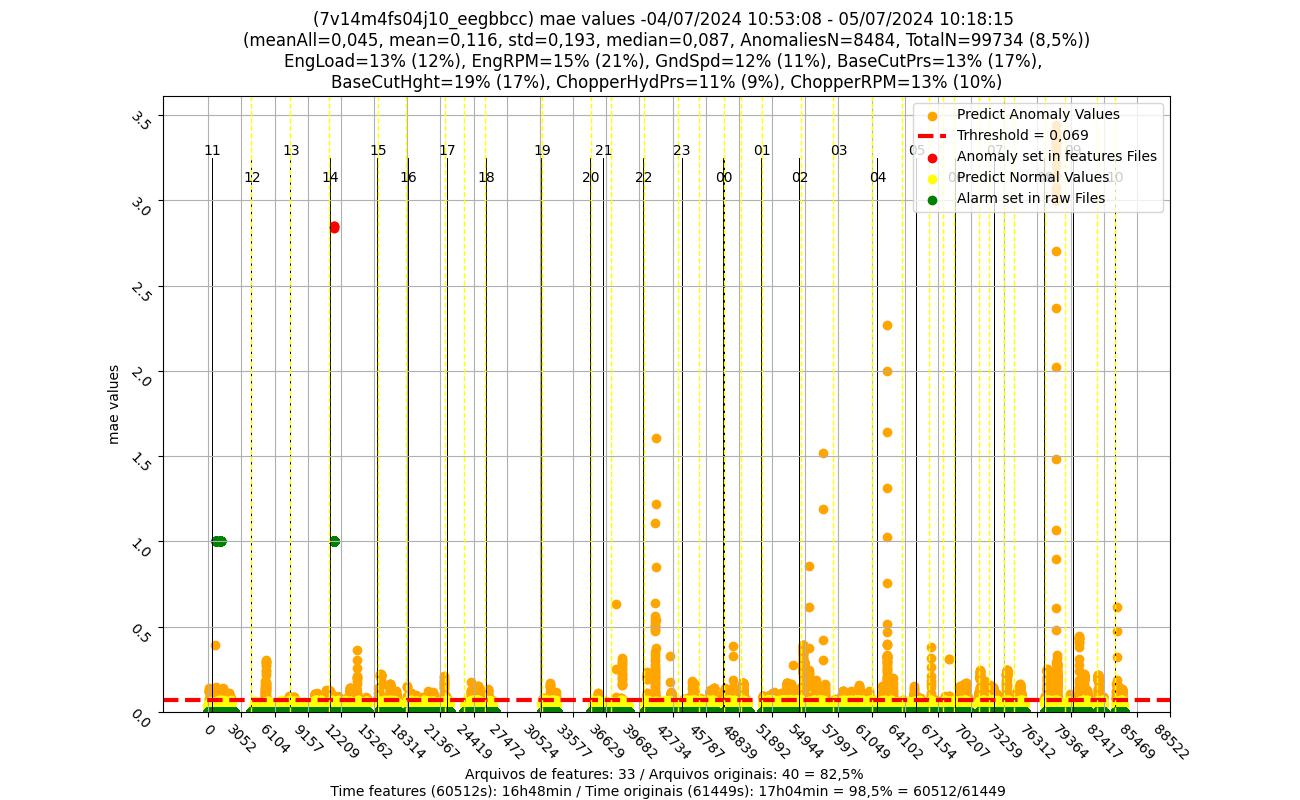 (7v14m4fs04j10_eegbbcc) mae values -04/07/2024 10:53:08 - 05/07/2024 10:18:15
(meanAll=0,045, mean=0,116, std=0,193, median=0,087, AnomaliesN=8484, TotalN=99734 (8,5%))
EngLoad=13% (12%), EngRPM=15% (21%), GndSpd=12% (11%), BaseCutPrs=13% (17%),
BaseCutHght=19% (17%), ChopperHydPrs=11% (9%), ChopperRPM=13% (10%)
Predict Anomaly Values
Trhreshold = 0,069
Anomaly set in features Files
Predict Normal Values
Alarm set in raw Files
11 13 15 17 19 21 23 01 03 05 07 09
12 14 16 18 20 22 00 02 04 10
3.5
3.0
2.5
2.0
1.5
1.0
0.5
0.0
mae values
0 3052 6104 9157 12209 15262 18314 21367 24419 27472 30524 33577 36629 39682 42734 45787 48839 51892 54944 57997 61049 64102 67154 70207 73259 76312 79364 82417 85469 88522
Arquivos de features: 33 / Arquivos originais: 40 = 82,5%
Time features (60512s): 16h48min / Time originais (61449s): 17h04min = 98,5% = 60512/61449